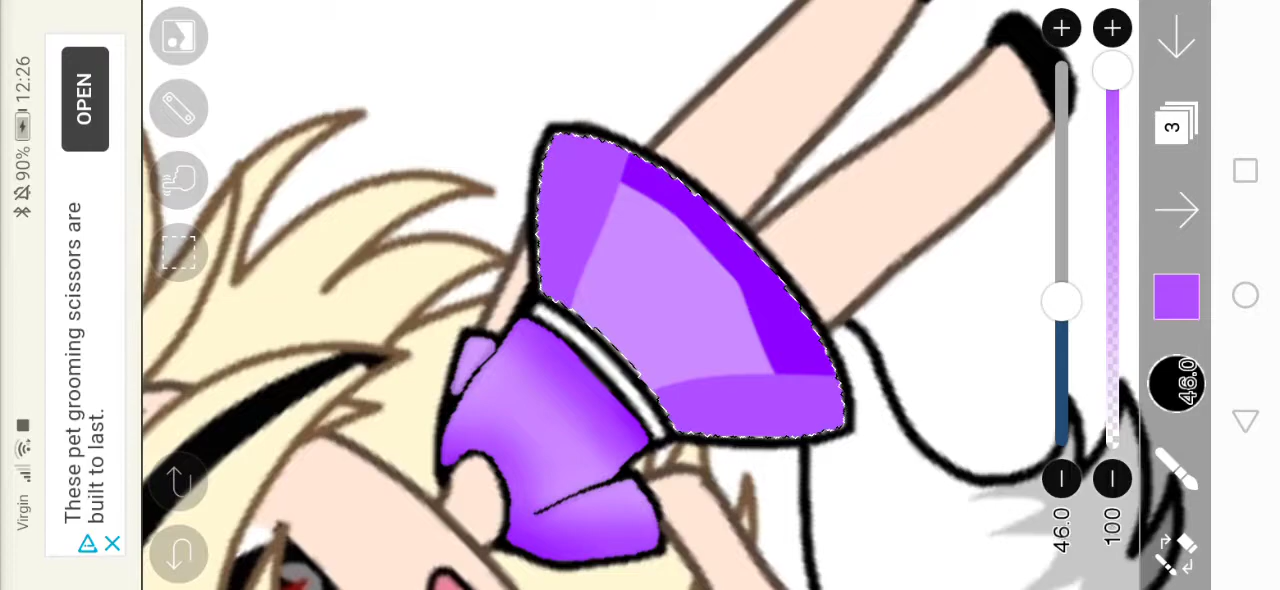 Virgin 90% 12:26
These pet grooming scissors are
built to last.
OPEN
3
46.0
46.0
100